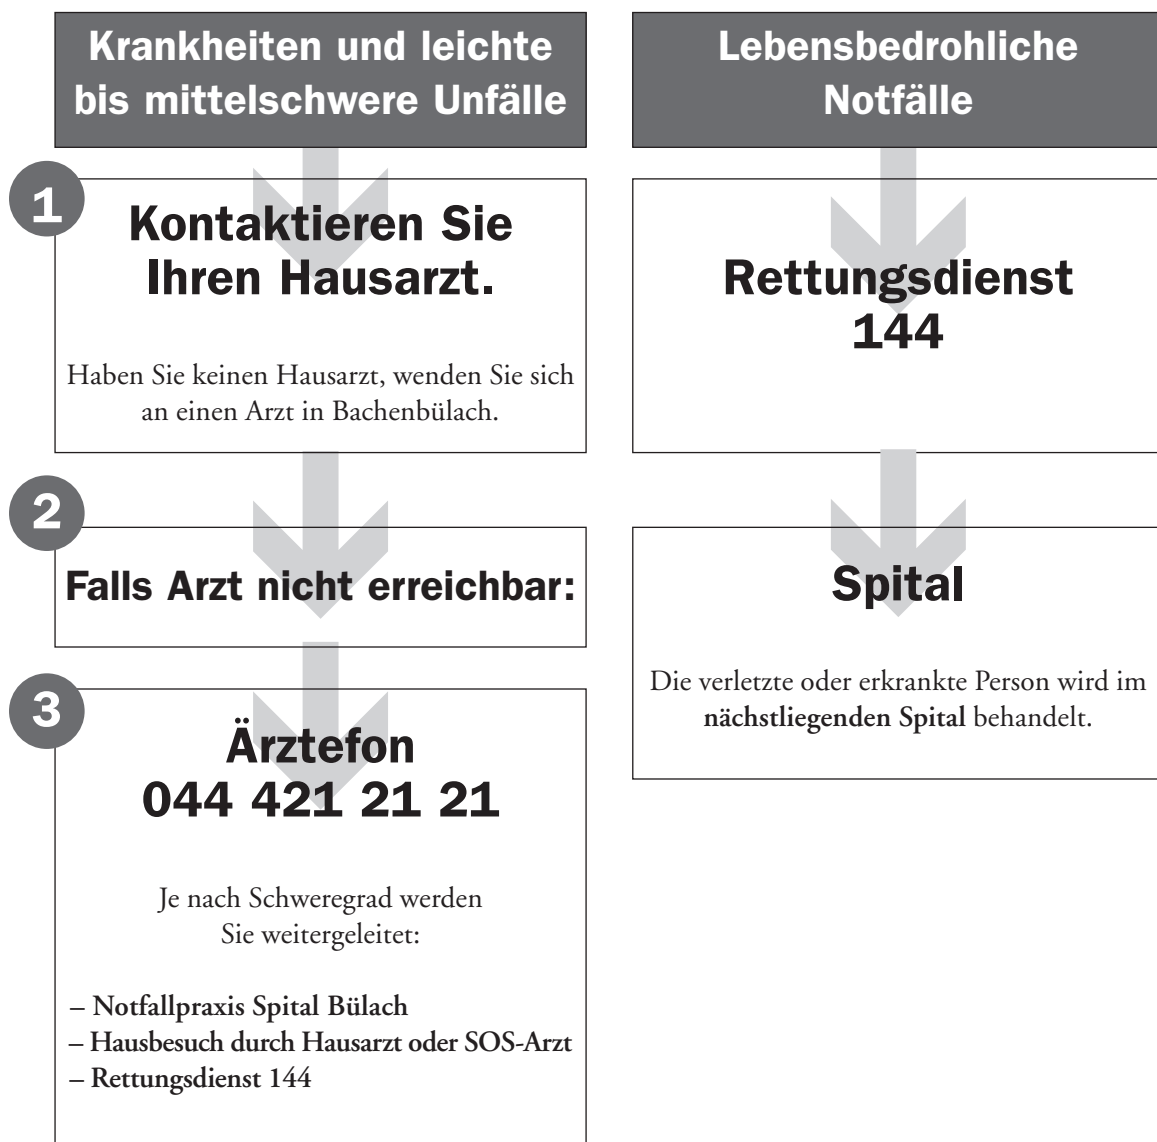 Krankheiten und leichte
bis mittelschwere Unfälle
1
Kontaktieren Sie
Ihren Hausarzt.
Haben Sie keinen Hausarzt, wenden Sie sich
an einen Arzt in Bachenbülach.
2
Falls Arzt nicht erreichbar:
3
Ärztefon
044 421 21 21
Je nach Schweregrad werden
Sie weitergeleitet:
– Notfallpraxis Spital Bülach
– Hausbesuch durch Hausarzt oder SOS-Arzt
– Rettungsdienst 144
Lebensbedrohliche
Notfälle
Rettungsdienst
144
Spital
Die verletzte oder erkrankte Person wird im
nächstliegenden Spital behandelt.